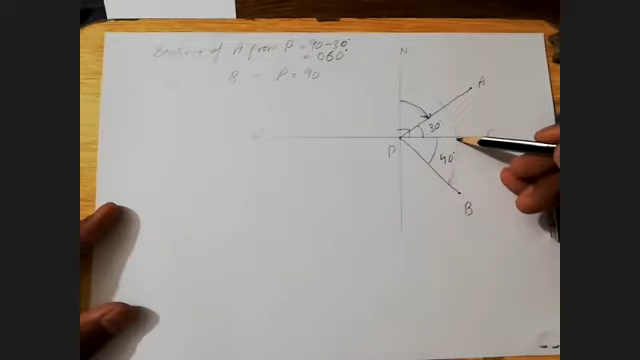 Bearing of A from P = 90-30°
= 060°
B — P = 90
N
A
30°
P
40°
B